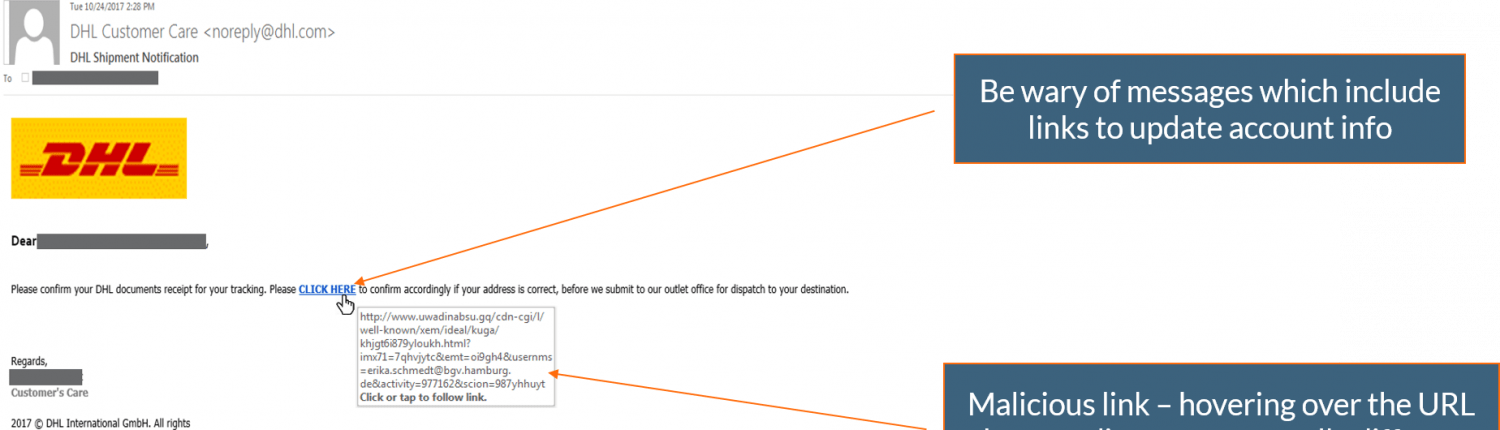 Tue 10/24/2017 2:28 PM
DHL Customer Care <noreply@dhl.com>
DHL Shipment Notification
To
Be wary of messages which include
links to update account info
DHL
Dear ,
Please confirm your DHL documents receipt for your tracking. Please CLICK HERE to confirm accordingly if your address is correct, before we submit to our outlet office for dispatch to your destination.
http://www.uwadinabsu.gq/cdn-cgi/l/
well-known/xem/ideal/kuga/
khjgt6i879yloukh.html?
imx71=7qhvjytc&emt=oi9gh4&usernms
=erika.schmedt@bgv.hamburg.
de&activity=977162&scion=987yhhuyt
Click or tap to follow link.
Regards,
Customer's Care
Malicious link – hovering over the URL
2017 © DHL International GmbH. All rights